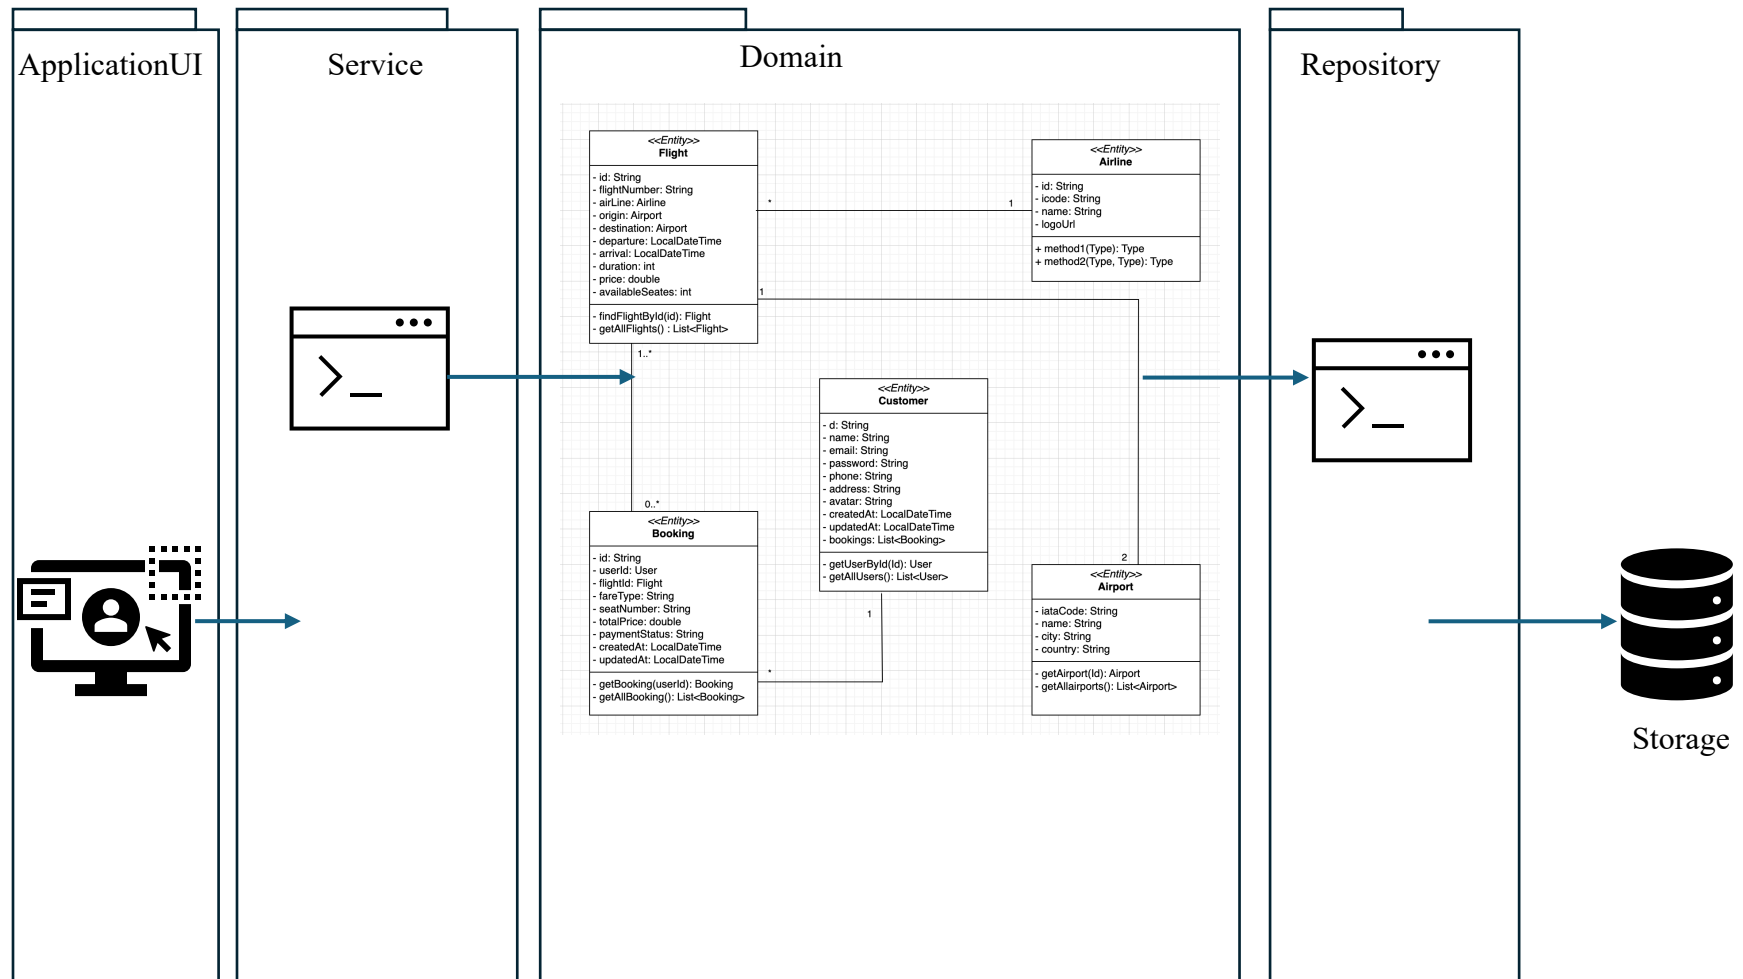 ApplicationUI
Service
Domain
Repository
<<Entity>>
Flight
- id: String
- flightNumber: String
- airLine: Airline
- origin: Airport
- destination: Airport
- departure: LocalDateTime
- arrival: LocalDateTime
- duration: int
- price: double
- availableSeates: int
- findFlightById(id): Flight
- getAllFlights() : List<Flight>
* 1
<<Entity>>
Airline
- id: String
- icode: String
- name: String
- logoUrl
+ method1(Type): Type
+ method2(Type, Type): Type
1
1..*
<<Entity>>
Customer
- d: String
- name: String
- email: String
- password: String
- phone: String
- address: String
- avatar: String
- createdAt: LocalDateTime
- updatedAt: LocalDateTime
- bookings: List<Booking>
- getUserById(Id): User
- getAllUsers(): List<User>
0..*
<<Entity>>
Booking
- id: String
- userId: User
- flightId: Flight
- fareType: String
- seatNumber: String
- totalPrice: double
- paymentStatus: String
- createdAt: LocalDateTime
- updatedAt: LocalDateTime
- getBooking(userId): Booking
- getAllBooking(): List<Booking>
1
*
2
<<Entity>>
Airport
- iataCode: String
- name: String
- city: String
- country: String
- getAirport(Id): Airport
- getAllairports(): List<Airport>
Storage